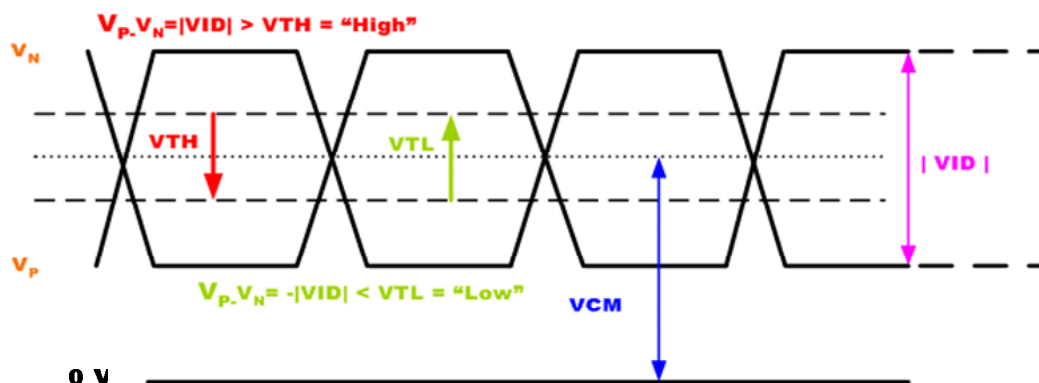 VP-VN=|VID| > VTH = “High”
VN
VTH
VTL
| VID |
VP
VP-VN= -|VID| < VTL = “Low”
VCM
0 V